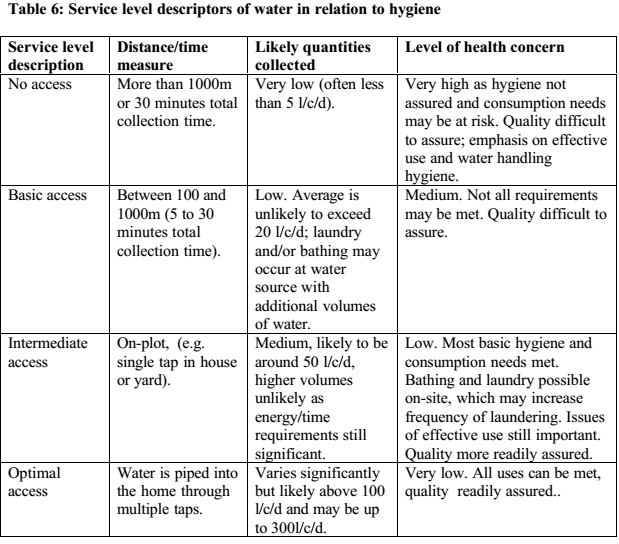 Table 6: Service level descriptors of water in relation to hygiene
Service level
description
Distance/time
measure
Likely quantities
collected
Level of health concern
No access
More than 1000m
or 30 minutes total
collection time.
Very low (often less
than 5 l/c/d).
Very high as hygiene not
assured and consumption needs
may be at risk. Quality difficult
to assure; emphasis on effective
use and water handling
hygiene.
Basic access
Between 100 and
1000m (5 to 30
minutes total
collection time).
Low. Average is
unlikely to exceed
20 l/c/d; laundry
and/or bathing may
occur at water
source with
additional volumes
of water.
Medium. Not all requirements
may be met. Quality difficult to
assure.
Intermediate
access
On-plot, (e.g.
single tap in house
or yard).
Medium, likely to be
around 50 l/c/d,
higher volumes
unlikely as
energy/time
requirements still
significant.
Low. Most basic hygiene and
consumption needs met.
Bathing and laundry possible
on-site, which may increase
frequency of laundering. Issues
of effective use still important.
Quality more readily assured.
Optimal
access
Water is piped into
the home through
multiple taps.
Varies significantly
but likely above 100
l/c/d and may be up
to 300l/c/d.
Very low. All uses can be met,
quality  readily assured..